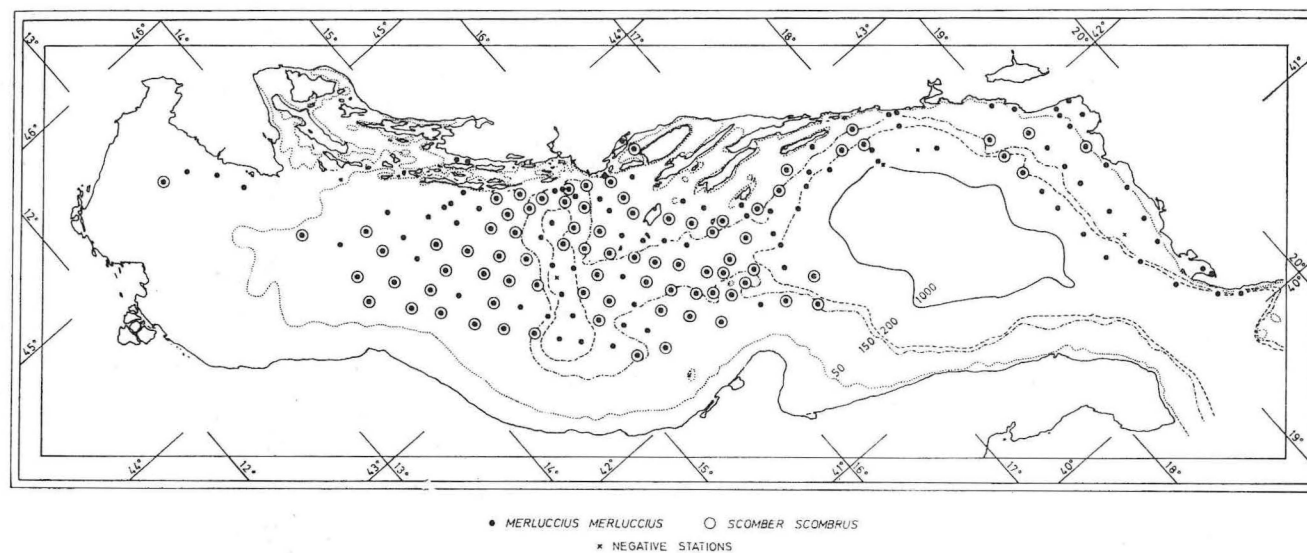 13° 46° 14° 15° 45° 16° 44° 17° 18° 43° 19° 20° 42°
41°
46°
12°
20°
40°
1000
150 - 200
45°
50
19°
44° 12° 43° 13° 14° 42° 15° 41° 16° 17° 40° 18°
• MERLUCCIUS MERLUCCIUS ○ SCOMBER SCOMBRUS
× NEGATIVE STATIONS